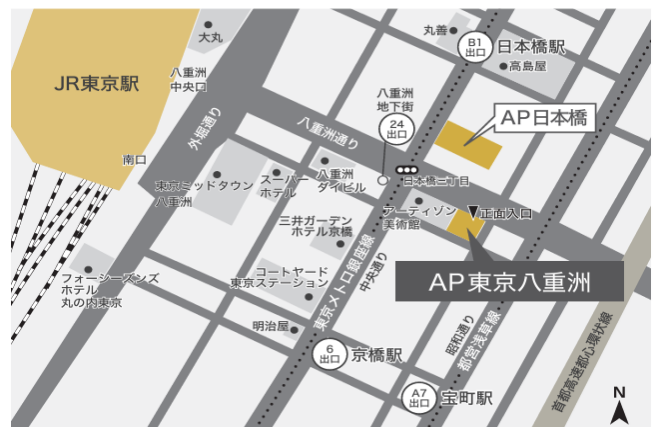 大丸
丸善
B1
出口
日本橋駅
高島屋
JR東京駅
八重洲
中央口
八重洲
地下街
24
出口
AP日本橋
外堀通り
八重洲通り
南口
東京ミッドタウン
八重洲
スーパー
ホテル
八重洲
ダイビル
日本橋三丁目
アーティゾン
美術館
正面入口
三井ガーデン
ホテル京橋
AP東京八重洲
フォーシーズンズ
ホテル
丸の内東京
コートヤード
東京ステーション
東京メトロ銀座線
中央通り
昭和通り
都営浅草線
首都高速都心環状線
明治屋
6
出口
京橋駅
A7
出口
宝町駅
N